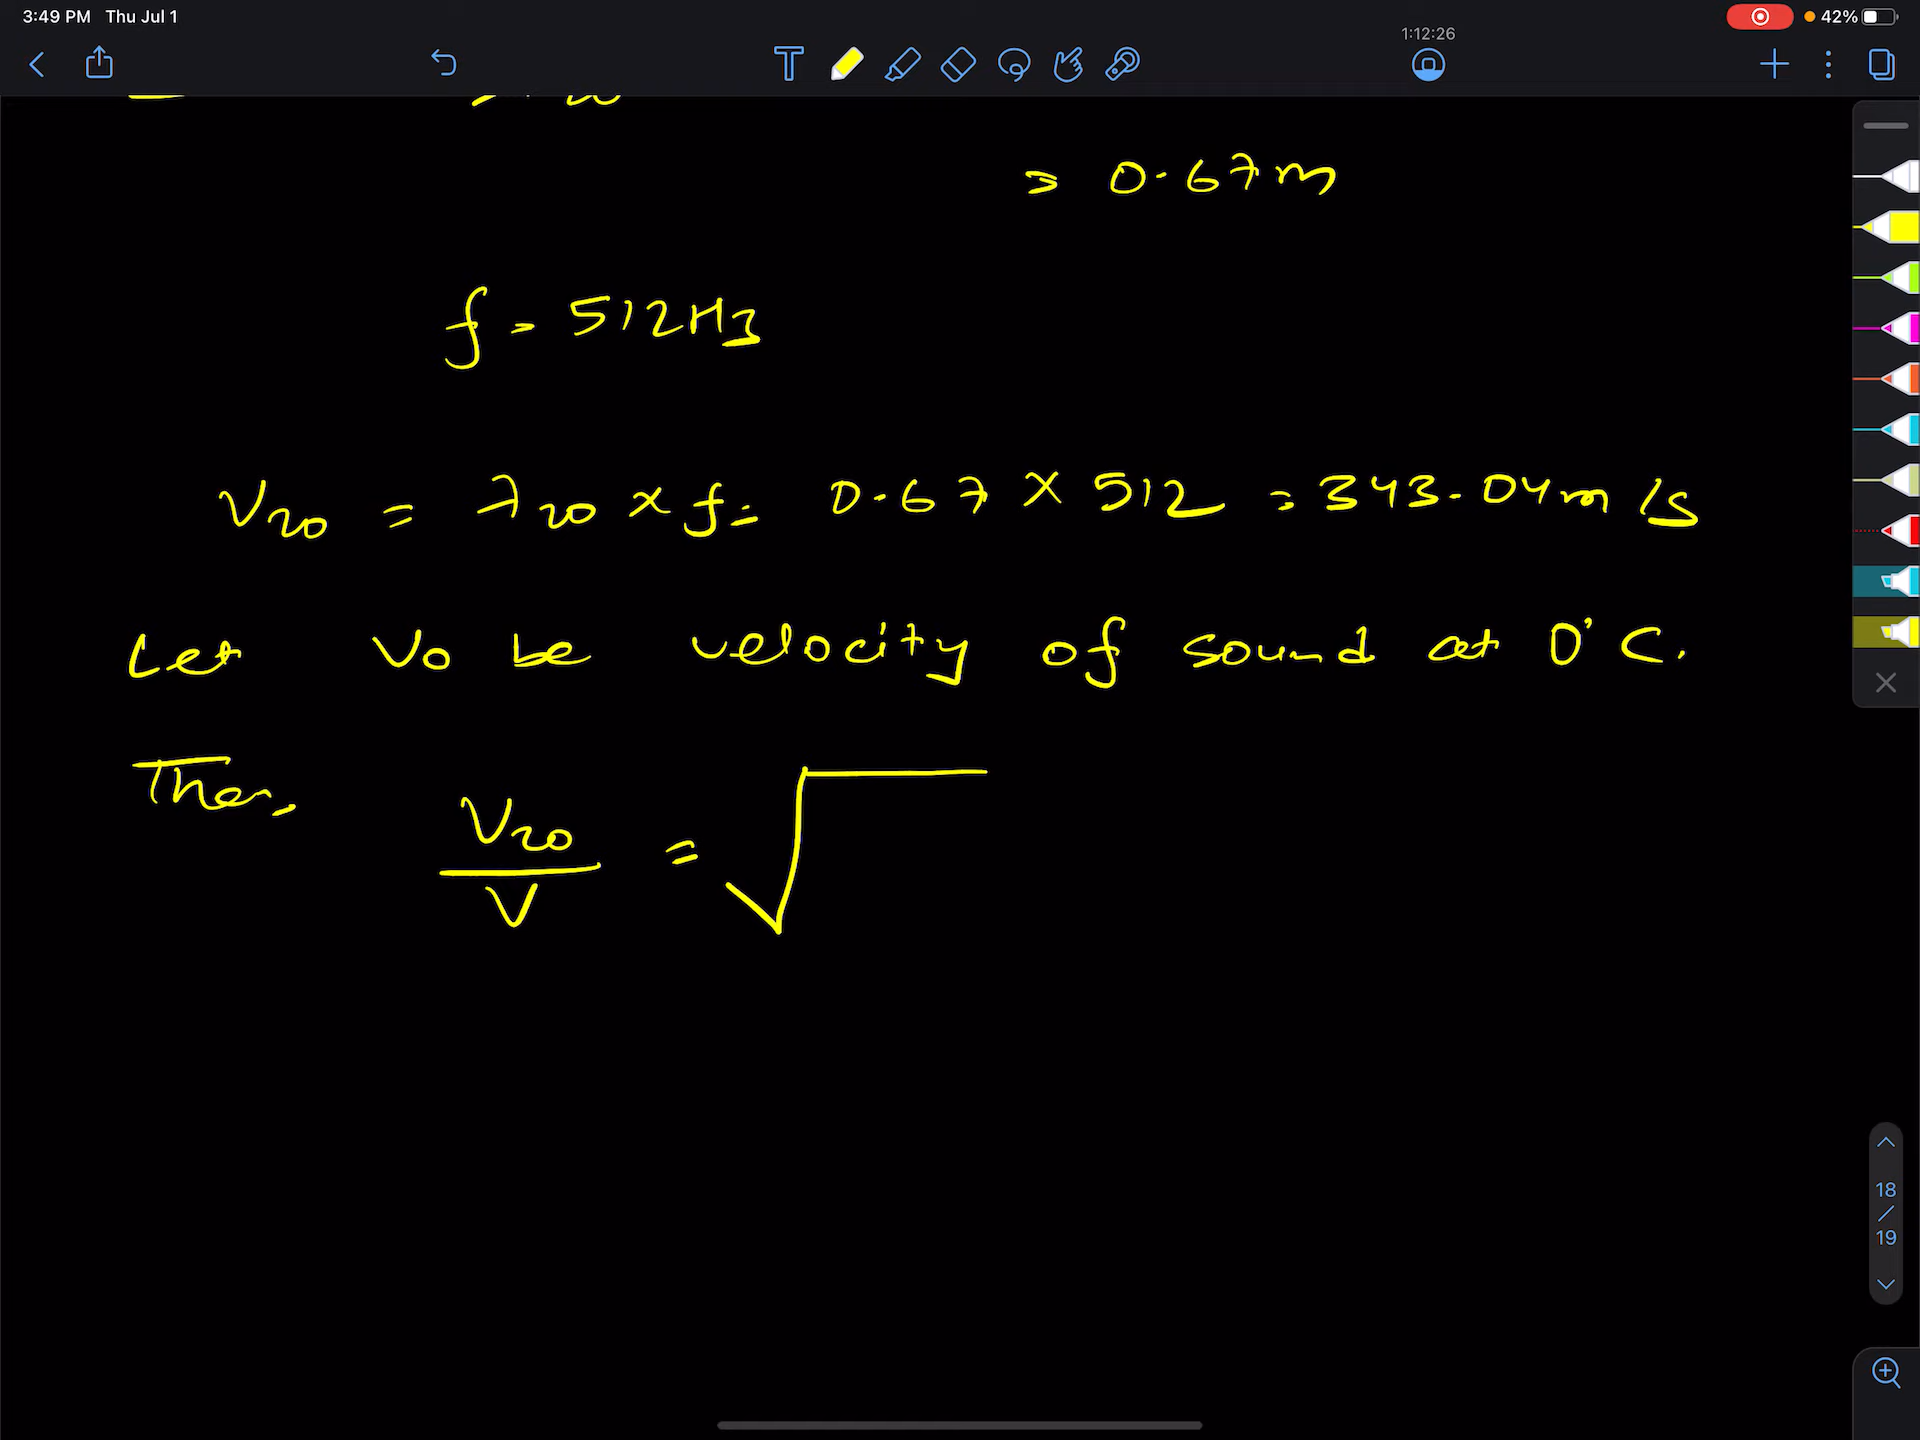 3:49 PM Thu Jul 1
42%
1:12:26
= 0.67m
f = 512Hz
V20 = λ20 × f = 0.67 × 512 = 343.04m/s
Let Vo be velocity of sound at 0°C.
Then, V20/V = √
18
/
19